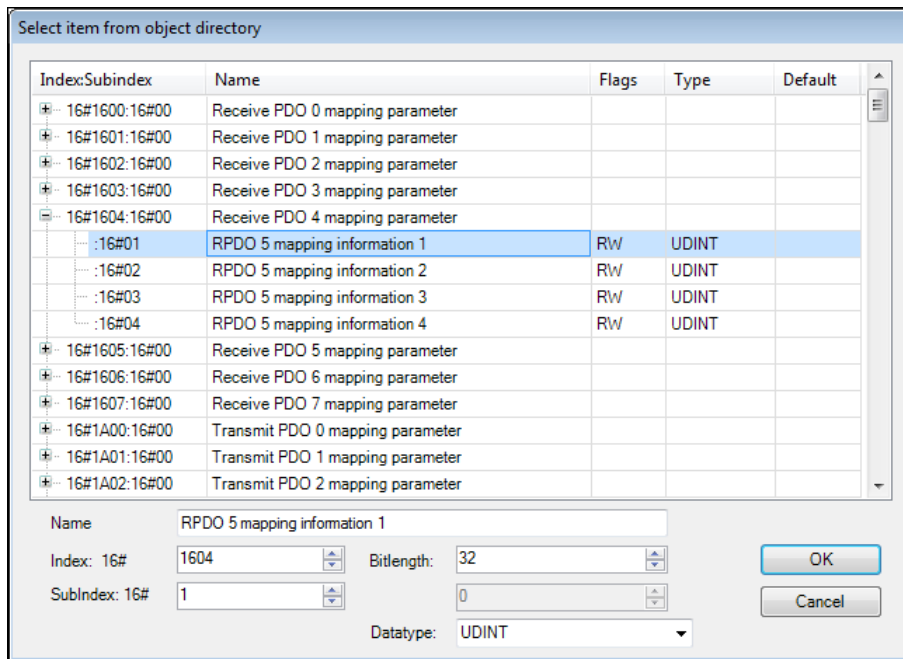 Select item from object directory
Index:Subindex Name Flags Type Default
16#1600:16#00 Receive PDO 0 mapping parameter
16#1601:16#00 Receive PDO 1 mapping parameter
16#1602:16#00 Receive PDO 2 mapping parameter
16#1603:16#00 Receive PDO 3 mapping parameter
16#1604:16#00 Receive PDO 4 mapping parameter
:16#01 RPDO 5 mapping information 1 RW UDINT
:16#02 RPDO 5 mapping information 2 RW UDINT
:16#03 RPDO 5 mapping information 3 RW UDINT
:16#04 RPDO 5 mapping information 4 RW UDINT
16#1605:16#00 Receive PDO 5 mapping parameter
16#1606:16#00 Receive PDO 6 mapping parameter
16#1607:16#00 Receive PDO 7 mapping parameter
16#1A00:16#00 Transmit PDO 0 mapping parameter
16#1A01:16#00 Transmit PDO 1 mapping parameter
16#1A02:16#00 Transmit PDO 2 mapping parameter
Name RPDO 5 mapping information 1
Index: 16# 1604 Bitlength: 32 OK
SubIndex: 16# 1 0 Cancel
Datatype: UDINT